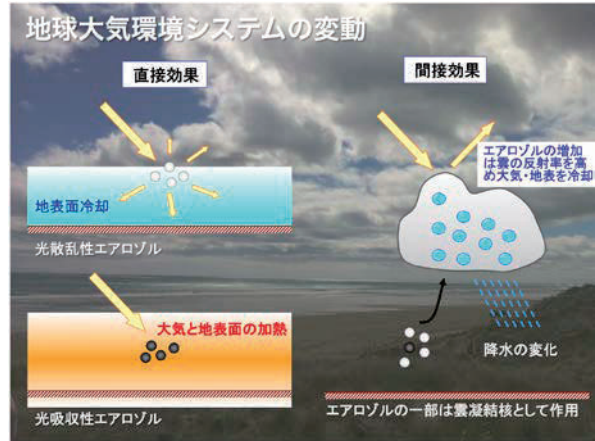 地球大気環境システムの変動
直接効果
間接効果
地表面冷却
光散乱性エアロゾル
大気と地表面の加熱
光吸収性エアロゾル
エアロゾルの増加
は雲の反射率を高
め大気・地表を冷却
降水の変化
エアロゾルの一部は雲凝結核として作用